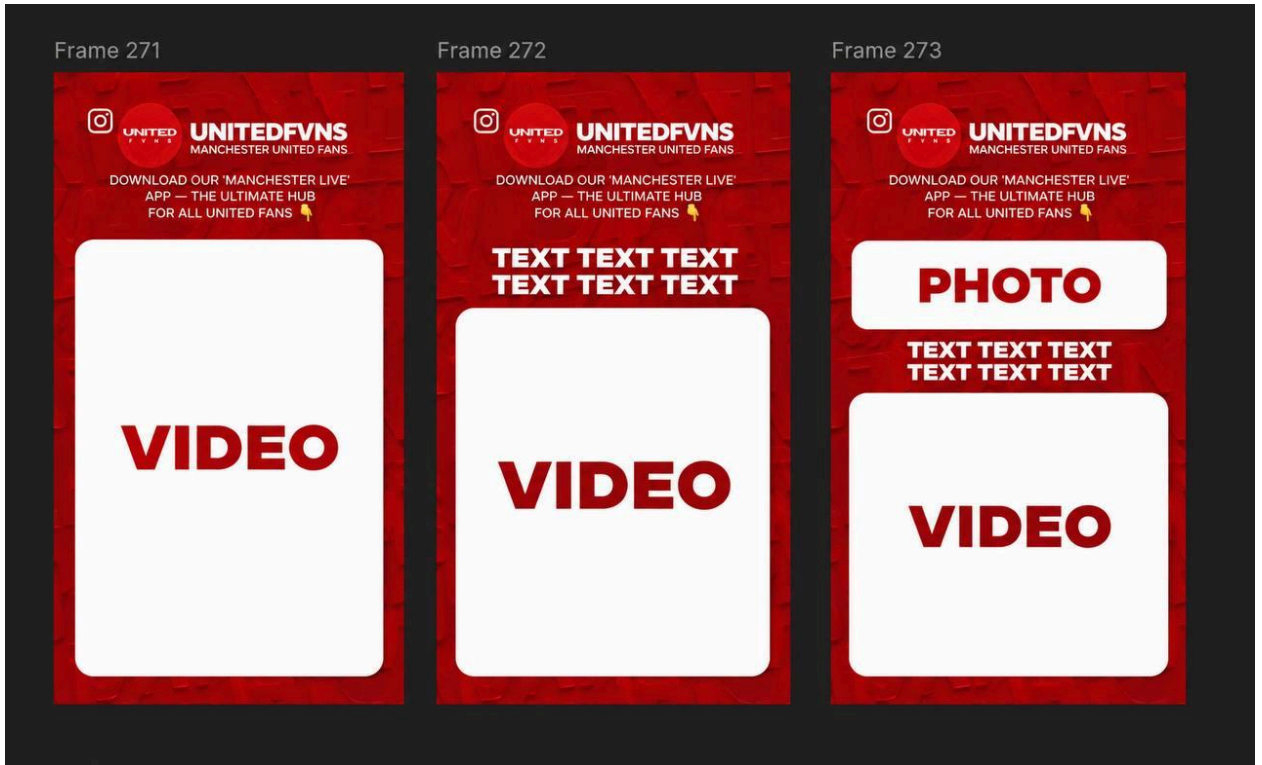 Frame 271
UNITED
FVNS
UNITEDFVNS
MANCHESTER UNITED FANS
DOWNLOAD OUR 'MANCHESTER LIVE'
APP — THE ULTIMATE HUB
FOR ALL UNITED FANS 👇
VIDEO
Frame 272
UNITED
FVNS
UNITEDFVNS
MANCHESTER UNITED FANS
DOWNLOAD OUR 'MANCHESTER LIVE'
APP — THE ULTIMATE HUB
FOR ALL UNITED FANS 👇
TEXT TEXT TEXT
TEXT TEXT TEXT
VIDEO
Frame 273
UNITED
FVNS
UNITEDFVNS
MANCHESTER UNITED FANS
DOWNLOAD OUR 'MANCHESTER LIVE'
APP — THE ULTIMATE HUB
FOR ALL UNITED FANS 👇
PHOTO
TEXT TEXT TEXT
TEXT TEXT TEXT
VIDEO